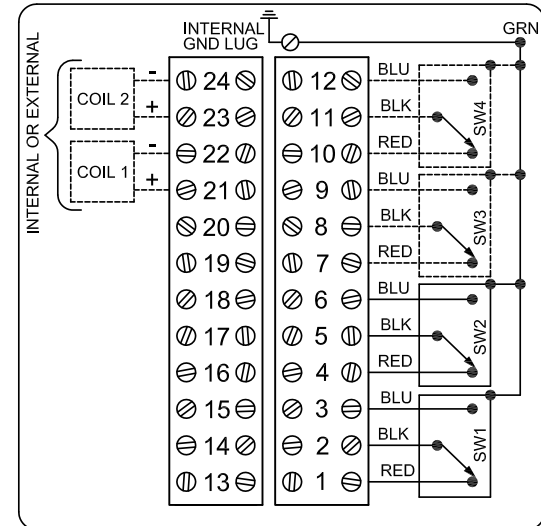 INTERNAL
GND LUG
GRN
INTERNAL OR EXTERNAL
COIL 2
-
+
COIL 1
-
+
24
23
22
21
20
19
18
17
16
15
14
13
12
11
10
9
8
7
6
5
4
3
2
1
BLU
BLK
RED
SW4
BLU
BLK
RED
SW3
BLU
BLK
RED
SW2
BLU
BLK
RED
SW1